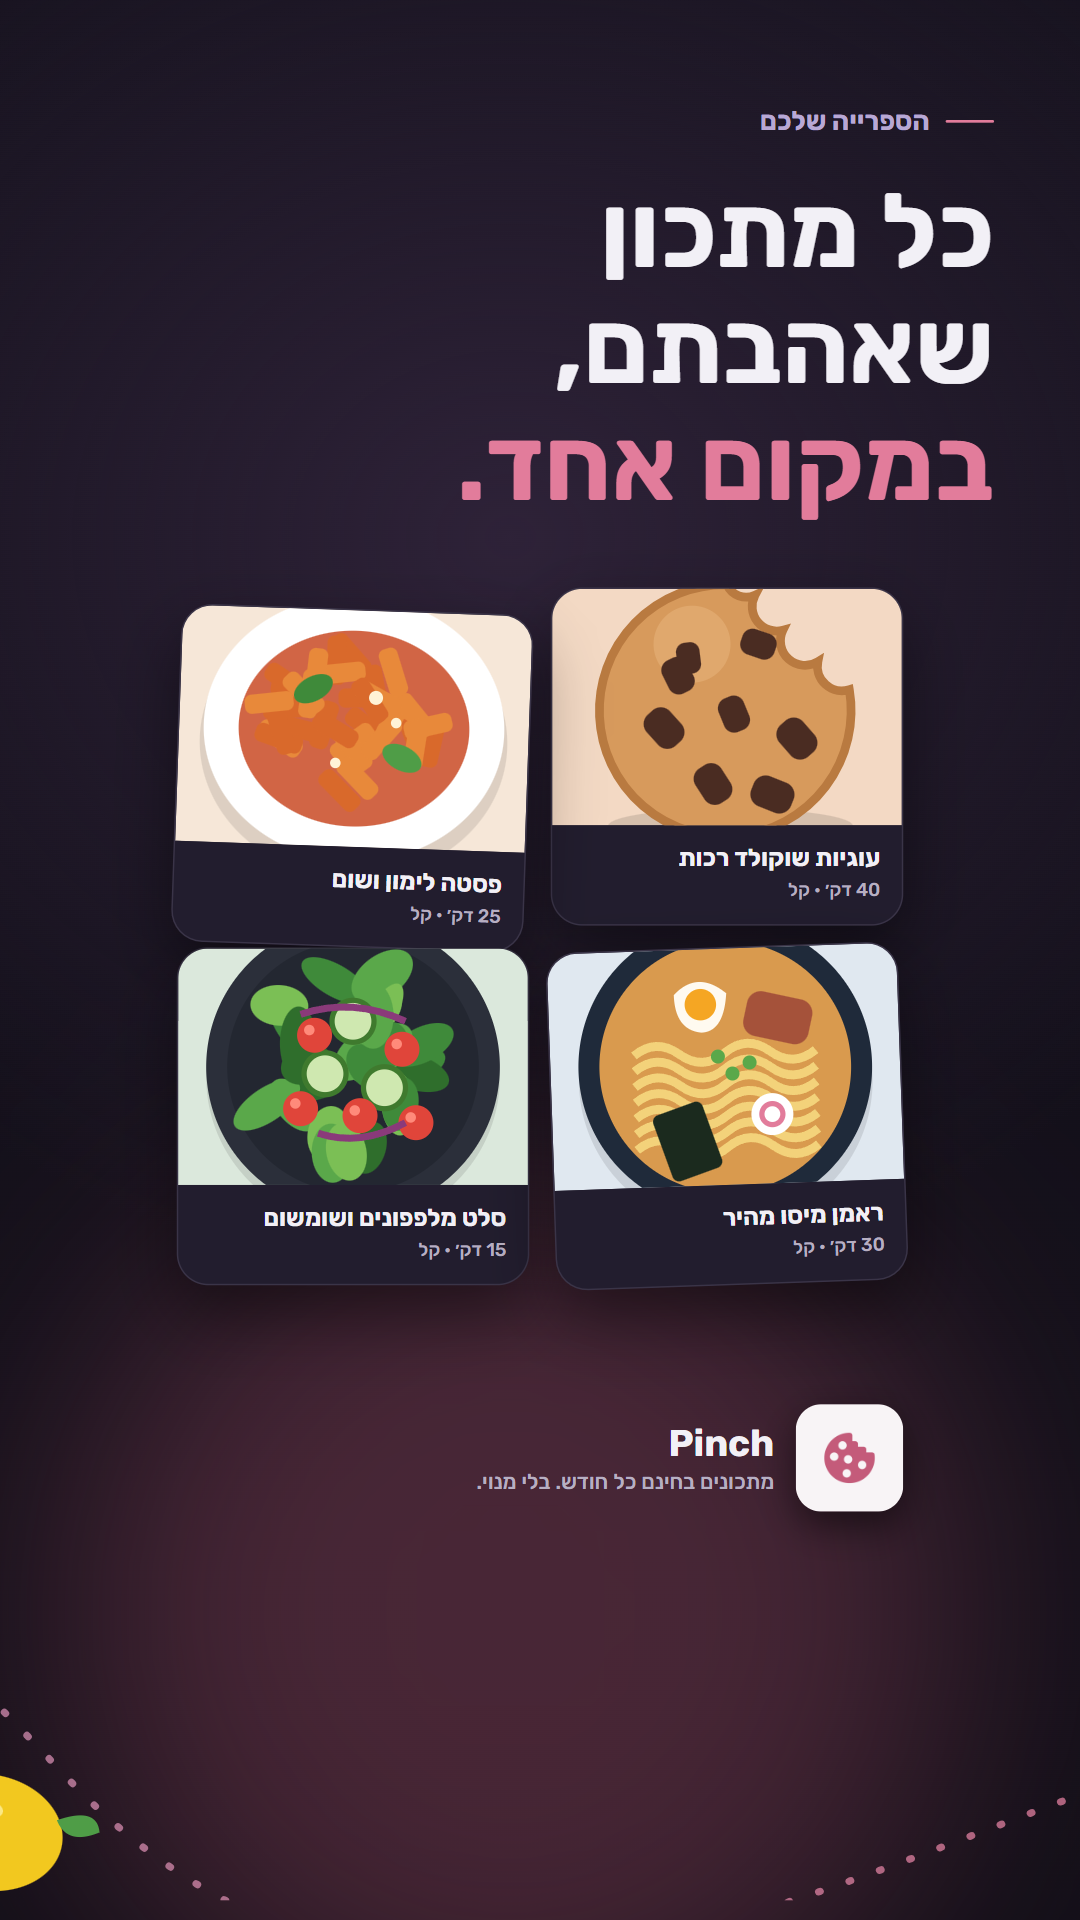 הספרייה שלכם
כל מתכון
שאהבתם,
במקום אחד.
עוגיות שוקולד רכות
40 דק' • קל
פסטה לימון ושום
25 דק' • קל
ראמן מיסו מהיר
30 דק' • קל
סלט מלפפונים ושומשום
15 דק' • קל
Pinch
מתכונים בחינם כל חודש. בלי מנוי.